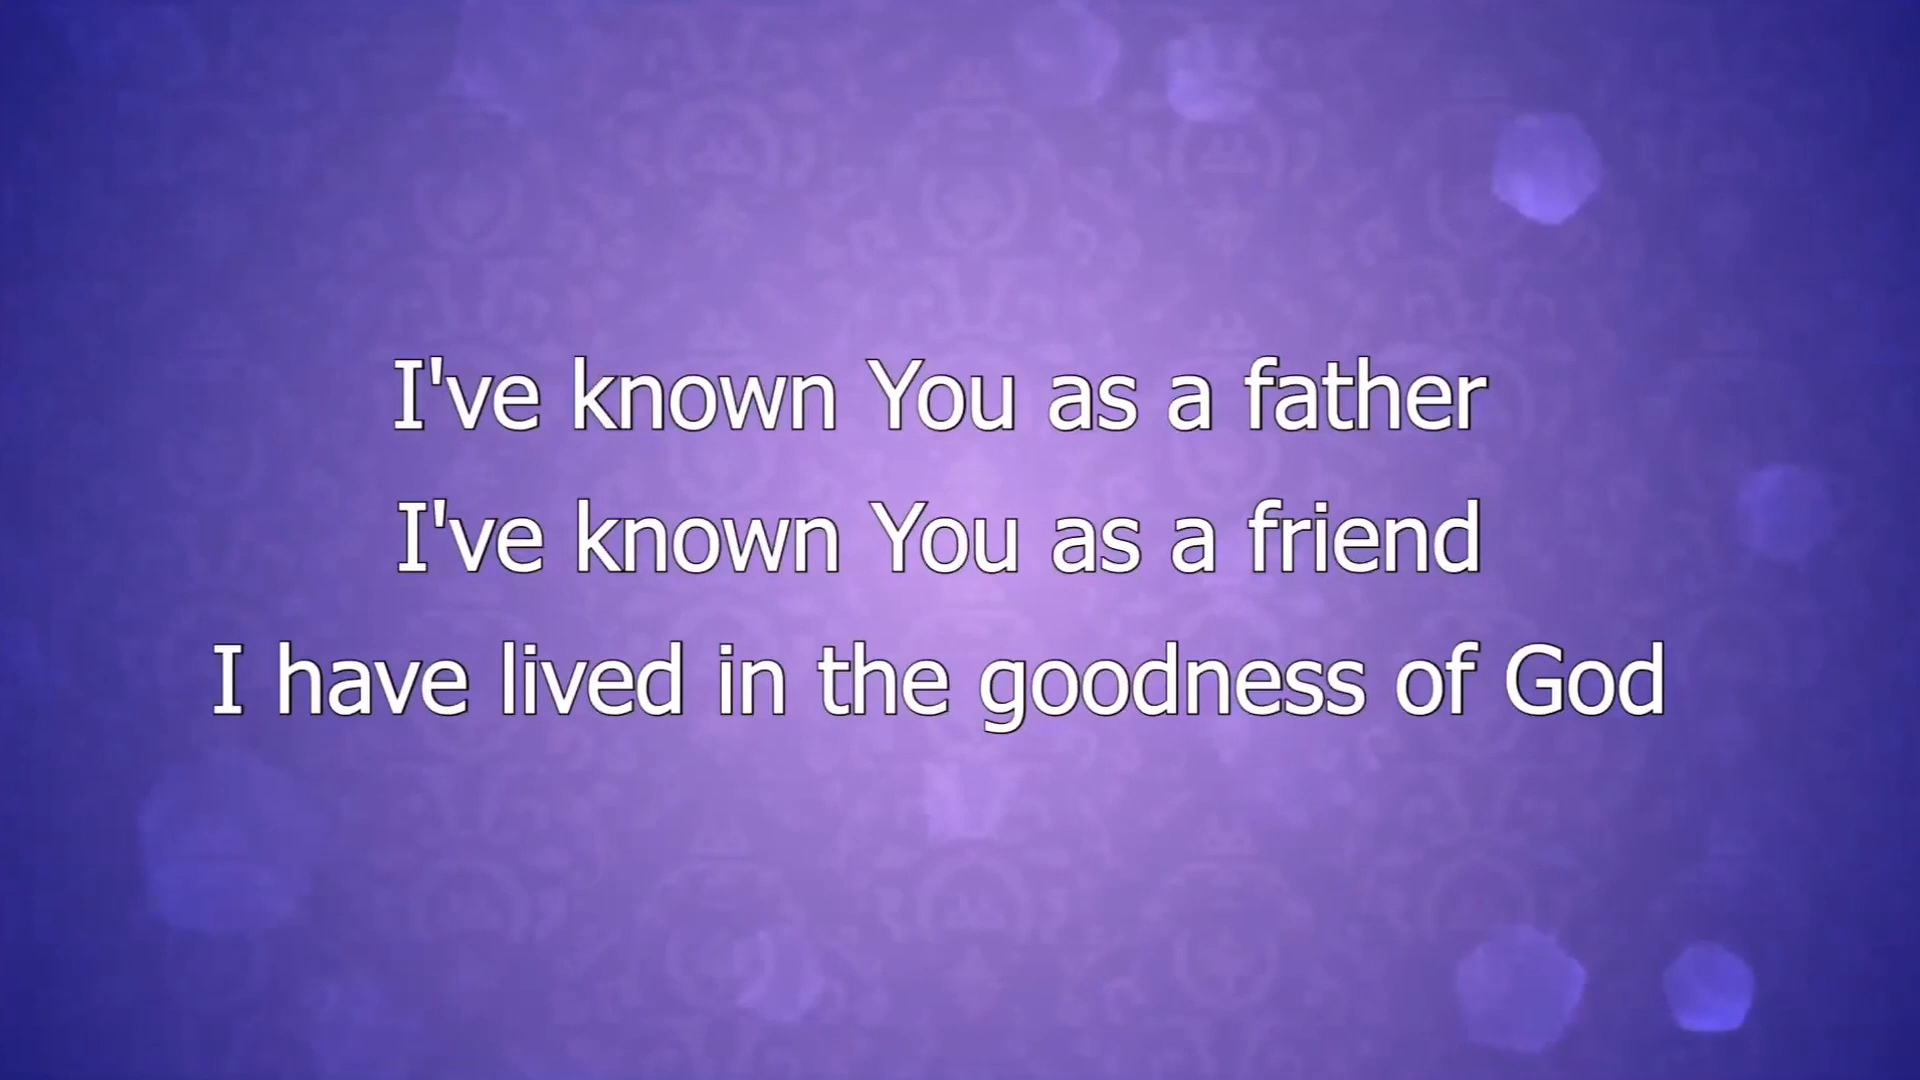 I've known You as a father
I've known You as a friend
I have lived in the goodness of God